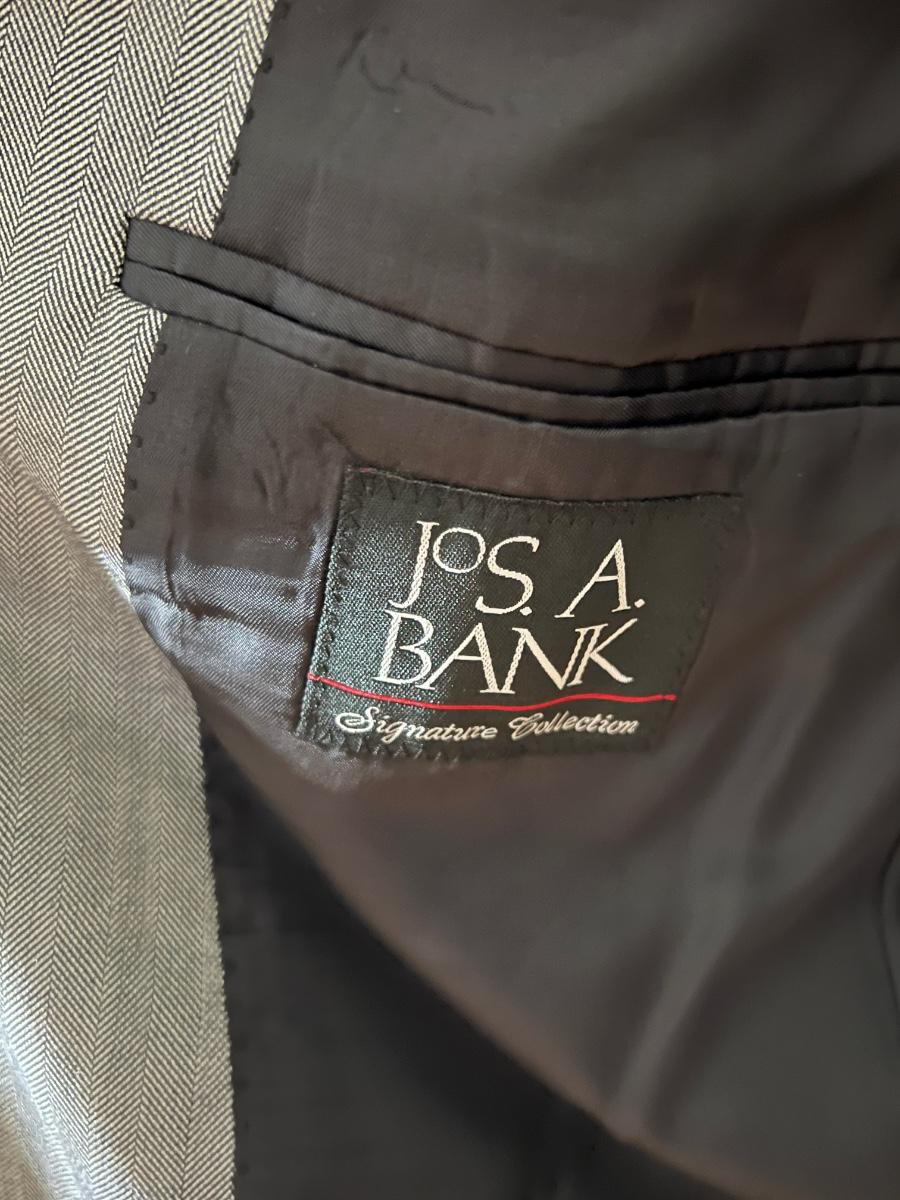 JOS. A.
BANK
Signature Collection